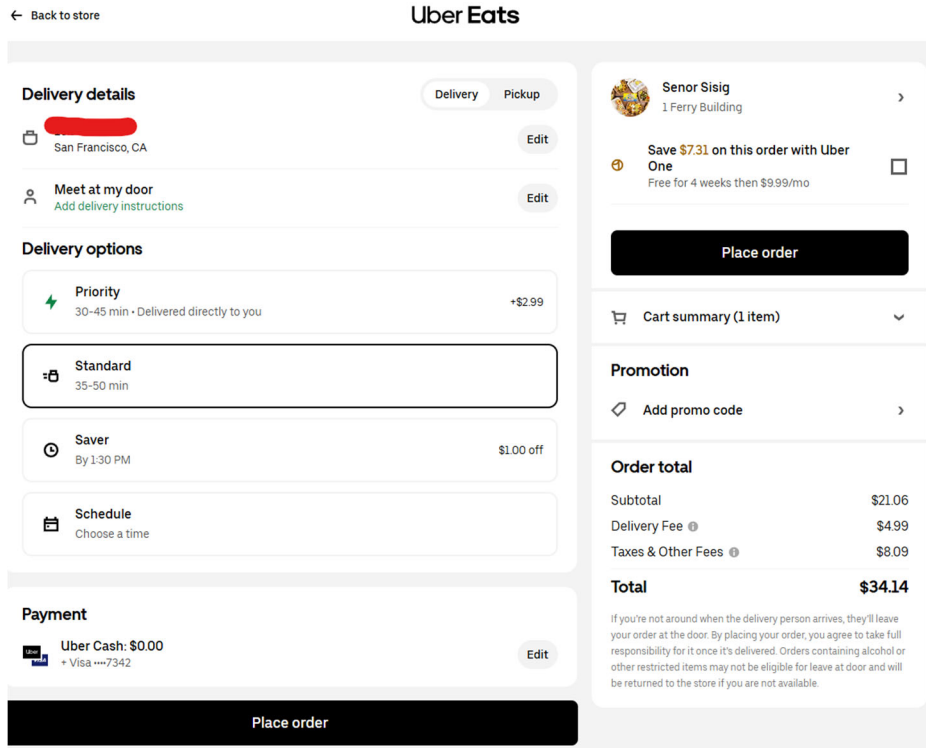 ← Back to store
Uber Eats
Delivery details
Delivery
Pickup
San Francisco, CA
Edit
Meet at my door
Add delivery instructions
Edit
Delivery options
Priority
30-45 min • Delivered directly to you
+$2.99
Standard
35-50 min
Saver
By 1:30 PM
$1.00 off
Schedule
Choose a time
Payment
Uber
VISA
Uber Cash: $0.00
+ Visa ••••7342
Edit
Place order
Senor Sisig
1 Ferry Building
Save $7.31 on this order with Uber
One
Free for 4 weeks then $9.99/mo
Place order
Cart summary (1 item)
Promotion
Add promo code
Order total
Subtotal $21.06
Delivery Fee $4.99
Taxes & Other Fees $8.09
Total $34.14
If you're not around when the delivery person arrives, they'll leave
your order at the door. By placing your order, you agree to take full
responsibility for it once it's delivered. Orders containing alcohol or
other restricted items may not be eligible for leave at door and will
be returned to the store if you are not available.